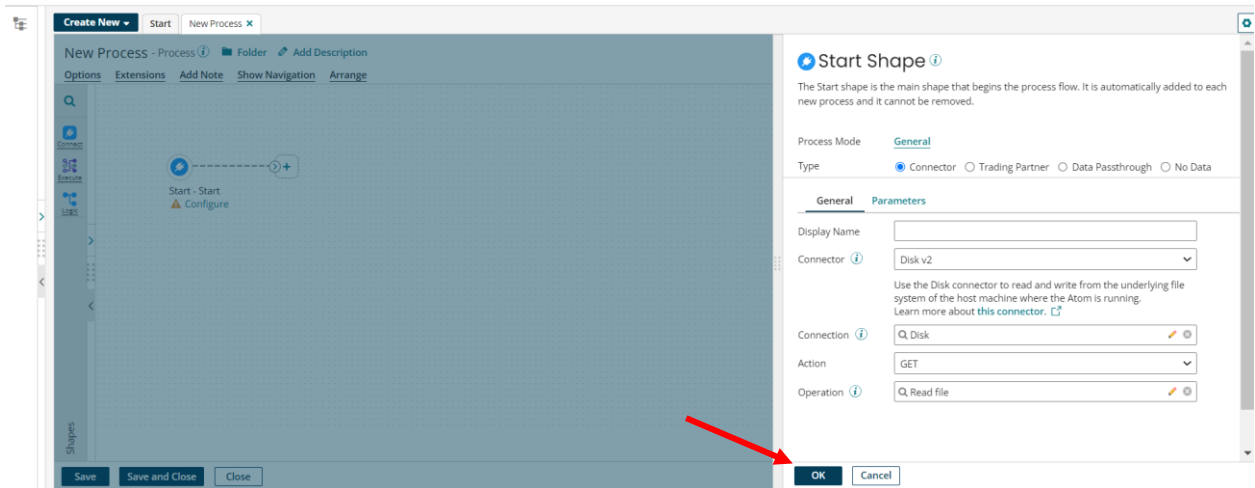 Create New
Start
New Process
New Process - Process
Folder
Add Description
Options
Extensions
Add Note
Show Navigation
Arrange
Connect
Execute
Logic
Start - Start
Configure
Shapes
Save
Save and Close
Close
Start Shape
The Start shape is the main shape that begins the process flow. It is automatically added to each
new process and it cannot be removed.
Process Mode
General
Type
Connector
Trading Partner
Data Passthrough
No Data
General
Parameters
Display Name
Connector
Disk v2
Use the Disk connector to read and write from the underlying file
system of the host machine where the Atom is running.
Learn more about this connector.
Connection
Disk
Action
GET
Operation
Read file
OK
Cancel